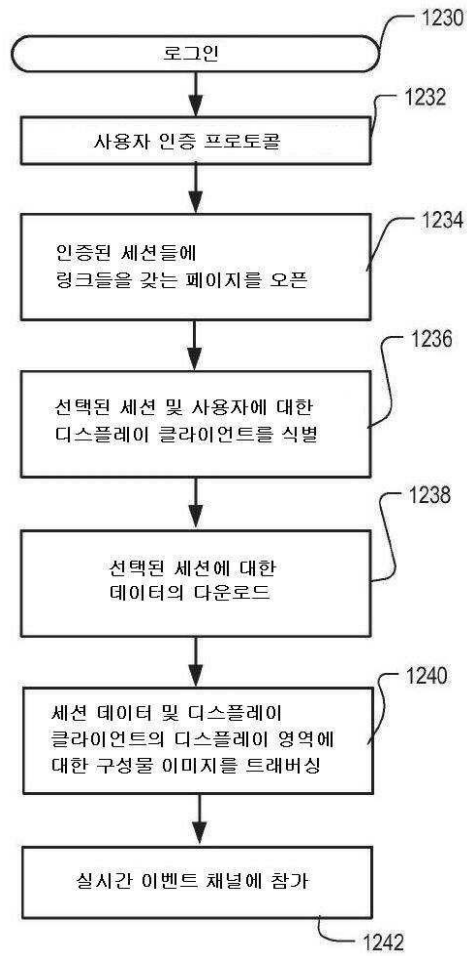 1230
로그인
1232
사용자 인증 프로토콜
1234
인증된 세션들에
링크들을 갖는 페이지를 오픈
1236
선택된 세션 및 사용자에 대한
디스플레이 클라이언트를 식별
1238
선택된 세션에 대한
데이터의 다운로드
1240
세션 데이터 및 디스플레이
클라이언트의 디스플레이 영역에
대한 구성물 이미지를 트래버싱
실시간 이벤트 채널에 참가
1242